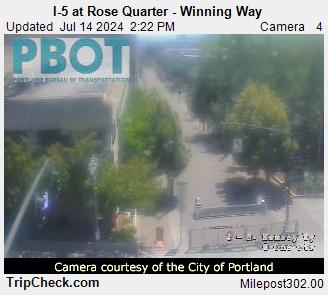 I-5 at Rose Quarter - Winning Way
Updated Jul 14 2024 2:22 PM Camera 4
PBOT
PORTLAND BUREAU OF TRANSPORTATION
Camera courtesy of the City of Portland
TripCheck.com Milepost302.00